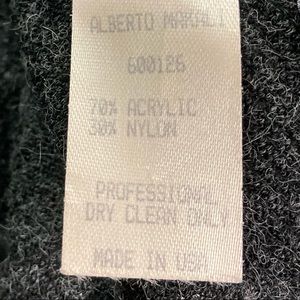 ALBERTO MAKALI
600126
70% ACRYLIC
30% NYLON
PROFESSIONAL
DRY CLEAN ONLY
MADE IN USA